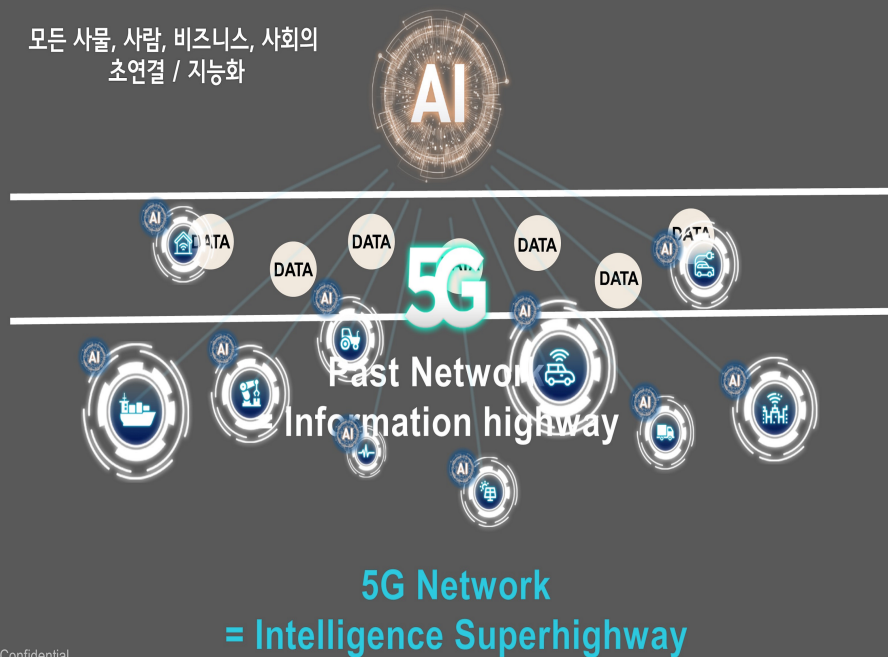 모든 사물, 사람, 비즈니스, 사회의
초연결 / 지능화
AI
AI
DATA
DATA
DATA
DATA
DATA
AI
DATA
5G
DATA
AI
AI
AI
AI
Past Network
= Information highway
AI
AI
AI
AI
5G Network
= Intelligence Superhighway
Confidential